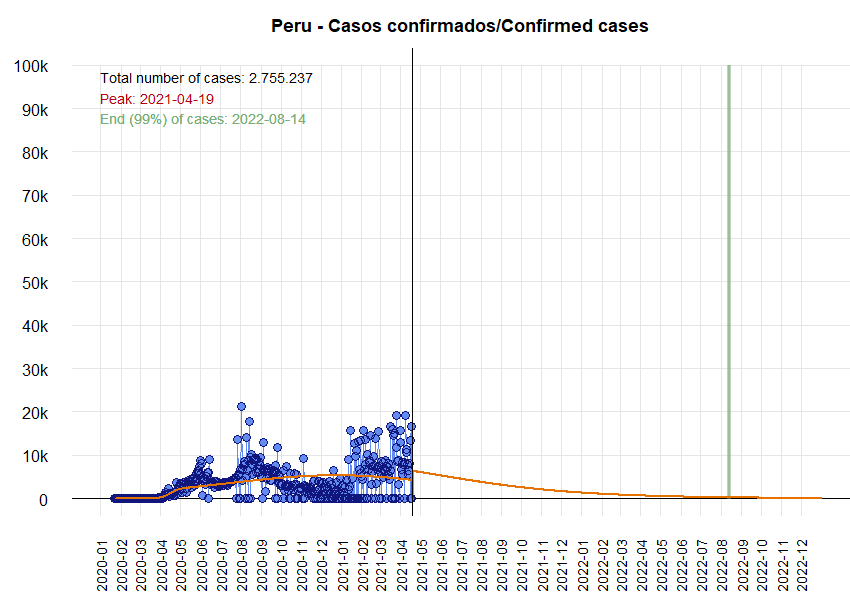 Peru - Casos confirmados/Confirmed cases
100k
90k
80k
70k
60k
50k
40k
30k
20k
10k
0
Total number of cases: 2.755.237
Peak: 2021-04-19
End (99%) of cases: 2022-08-14
2020-01
2020-02
2020-03
2020-04
2020-05
2020-06
2020-07
2020-08
2020-09
2020-10
2020-11
2020-12
2021-01
2021-02
2021-03
2021-04
2021-05
2021-06
2021-07
2021-08
2021-09
2021-10
2021-11
2021-12
2022-01
2022-02
2022-03
2022-04
2022-05
2022-06
2022-07
2022-08
2022-09
2022-10
2022-11
2022-12